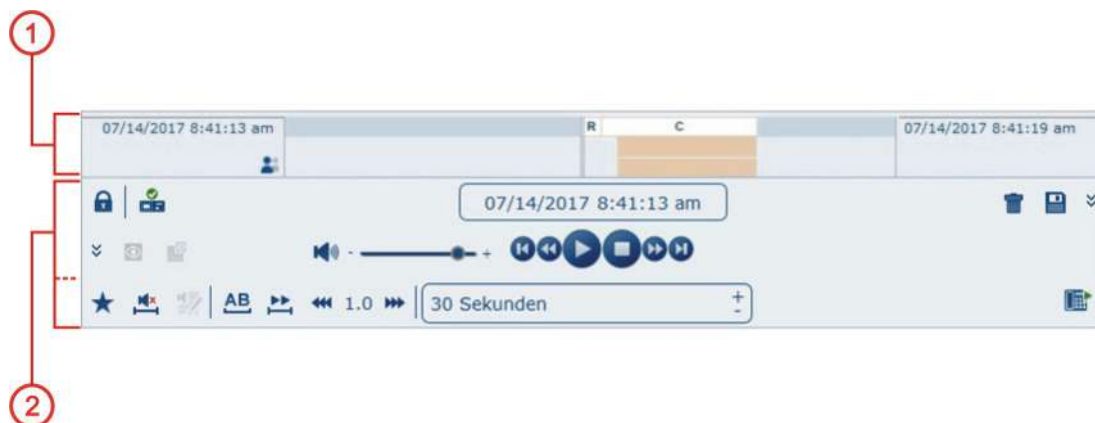 1
07/14/2017 8:41:13 am R C 07/14/2017 8:41:19 am
07/14/2017 8:41:13 am
- +
AB 1.0 30 Sekunden + -
2